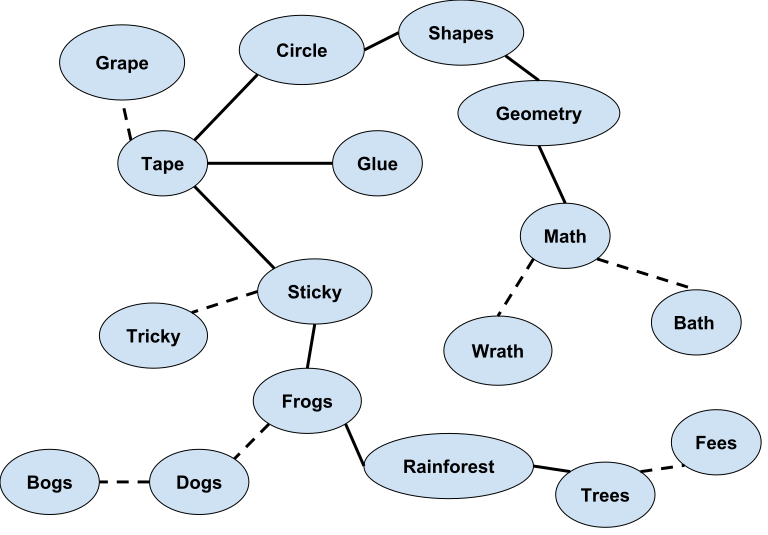 Shapes
Circle
Grape
Geometry
Tape
Glue
Math
Sticky
Bath
Tricky
Wrath
Frogs
Fees
Rainforest
Bogs
Dogs
Trees